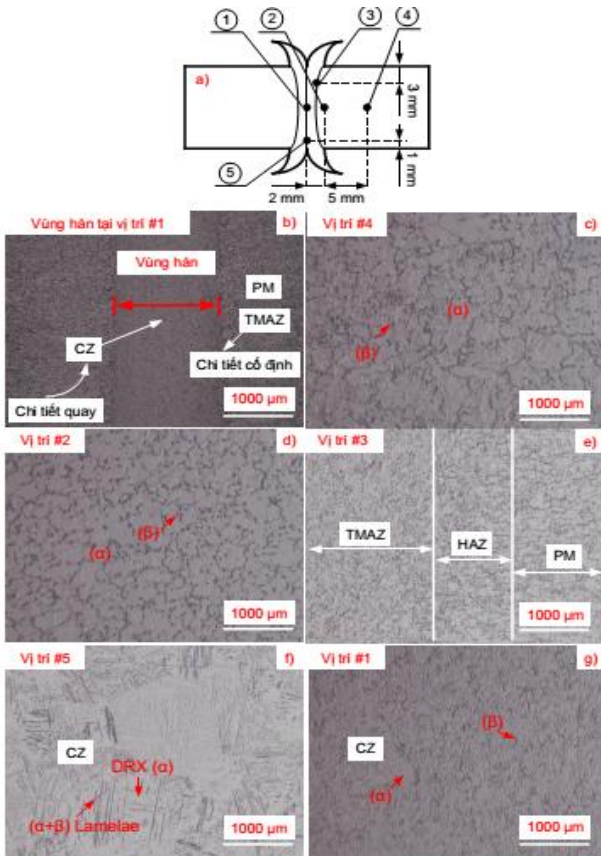 1
2
3
4
a)
3 mm
1 mm
5
2 mm
5 mm
Vùng hàn tại vị trí #1
b)
Vùng hàn
PM
CZ
TMAZ
Chi tiết cố định
Chi tiết quay
1000 µm
Vị trí #4
c)
(α)
(β)
1000 µm
Vị trí #2
d)
(β)
(α)
1000 µm
Vị trí #3
e)
TMAZ
HAZ
PM
1000 µm
Vị trí #5
f)
CZ
DRX (α)
(α+β) Lamelae
1000 µm
Vị trí #1
g)
(β)
CZ
(α)
1000 µm